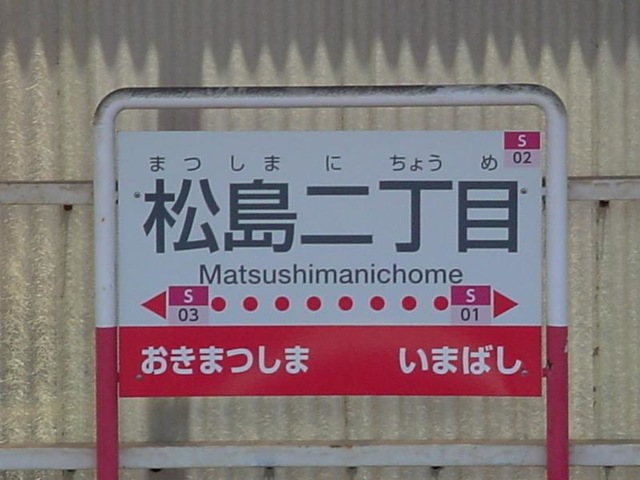 S
02
まつしまにちょうめ
松島二丁目
Matsushimanichome
S S
03 01
おきまつしま いまばし